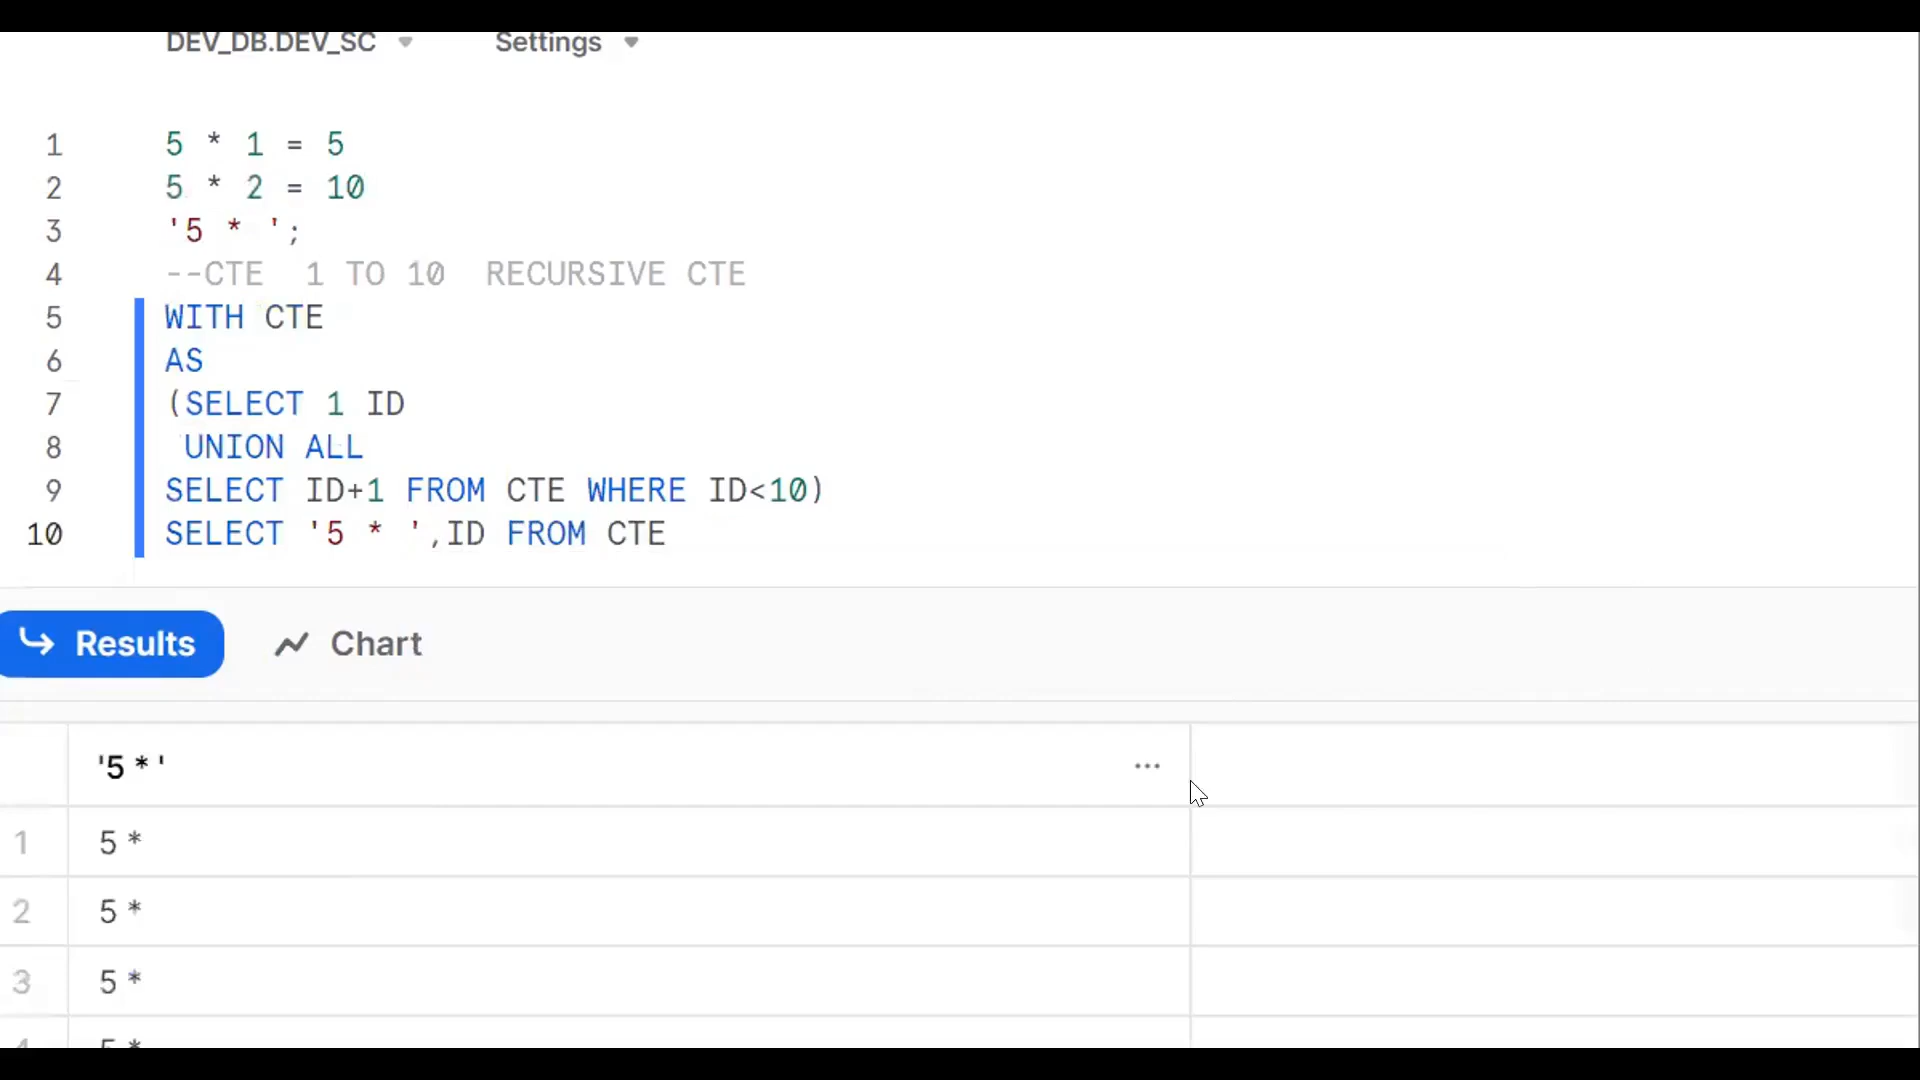 DEV_DB.DEV_SC Settings
1 5 * 1 = 5
2 5 * 2 = 10
3 '5 * ';
4 --CTE  1 TO 10  RECURSIVE CTE
5 WITH CTE
6 AS
7 (SELECT 1 ID
8 UNION ALL
9 SELECT ID+1 FROM CTE WHERE ID<10)
10 SELECT '5 * ',ID FROM CTE
Results Chart
'5 * ' ...
1 5 *
2 5 *
3 5 *
4 5 *